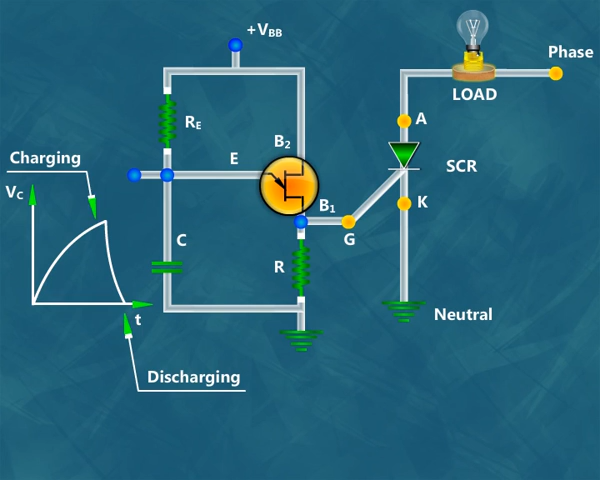 +VBB
Phase
LOAD
RE
A
B2
Charging
E
SCR
VC
B1
K
G
C
R
t
Neutral
Discharging